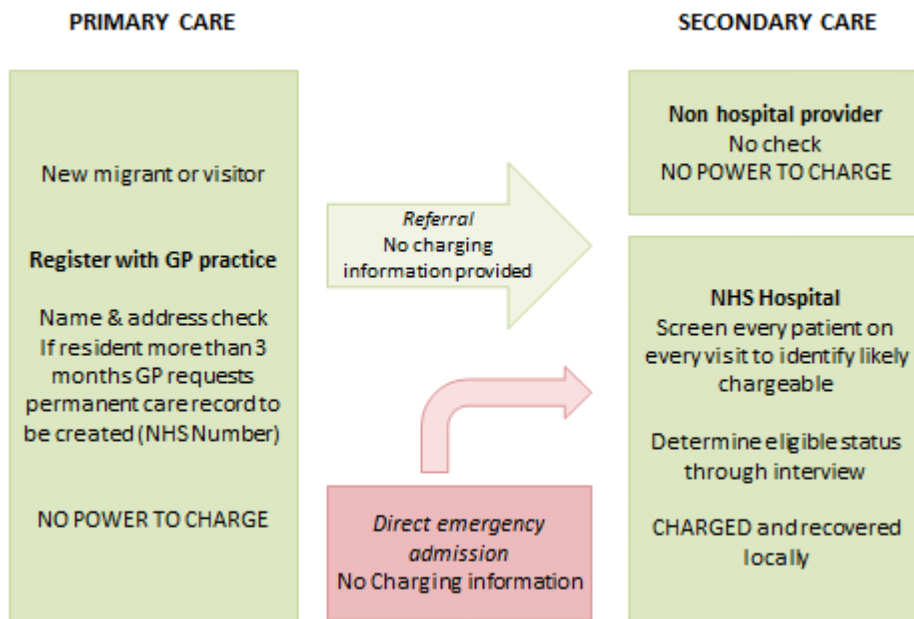 PRIMARY CARE
New migrant or visitor
Register with GP practice
Name & address check
If resident more than 3
months GP requests
permanent care record to
be created (NHS Number)
NO POWER TO CHARGE
Referral
No charging
information provided
Direct emergency
admission
No Charging information
SECONDARY CARE
Non hospital provider
No check
NO POWER TO CHARGE
NHS Hospital
Screen every patient on
every visit to identify likely
chargeable
Determine eligible status
through interview
CHARGED and recovered
locally